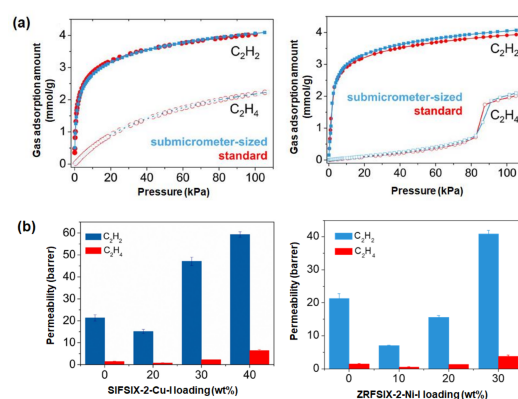 (a)
Gas adsorption amount
(mmol/g)
4
3
2
1
0
C2H2
C2H4
submicrometer-sized
standard
0 20 40 60 80 100
Pressure (kPa)
Gas adsorption amount
(mmol/g)
4
3
2
1
0
C2H2
submicrometer-sized
standard
C2H4
0 20 40 60 80 100
Pressure (kPa)
(b)
Permeability (barrer)
60
50
40
30
20
10
0
C2H2
C2H4
0 20 30 40
SIFSIX-2-Cu-I loading (wt%)
Permeability (barrer)
40
30
20
10
0
C2H2
C2H4
0 10 20 30
ZRFSIX-2-Ni-I loading (wt%)